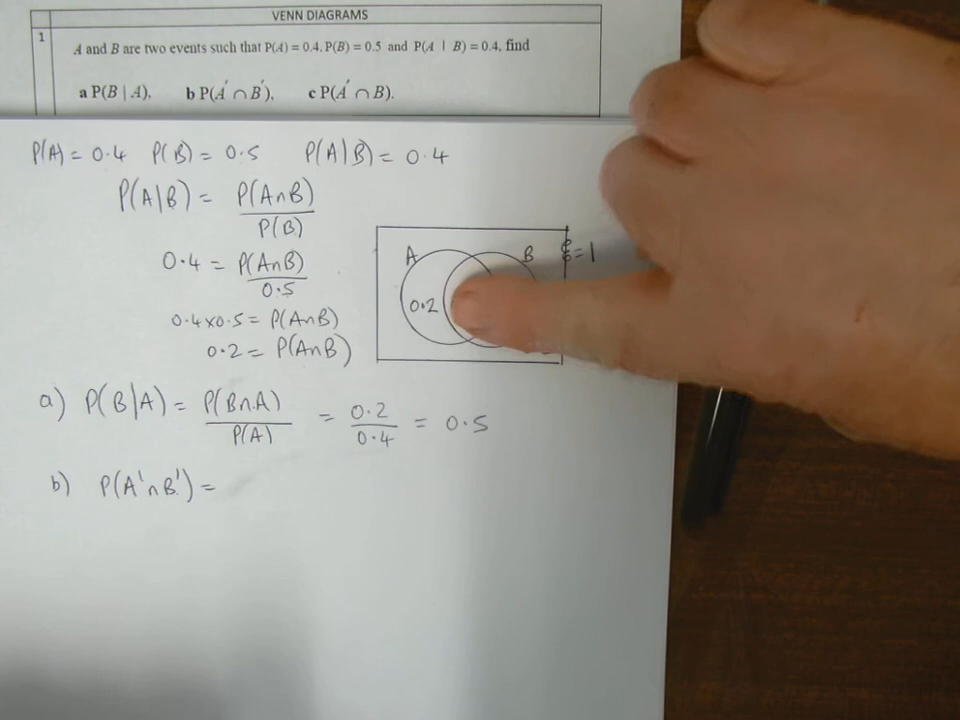 VENN DIAGRAMS
1
A and B are two events such that P(A) = 0.4, P(B) = 0.5 and P(A | B) = 0.4, find
a P(B | A), b P(A′ ∩ B′), c P(A′ ∩ B).
P(A) = 0.4 P(B) = 0.5 P(A|B) = 0.4
P(A|B) = P(A∩B)
P(B)
A B ξ = 1
0.4 = P(A∩B)
0.5
0.2
0.4 × 0.5 = P(A∩B)
0.2 = P(A∩B)
a) P(B|A) = P(B∩A) = 0.2 = 0.5
P(A) 0.4
b) P(A'∩B') =